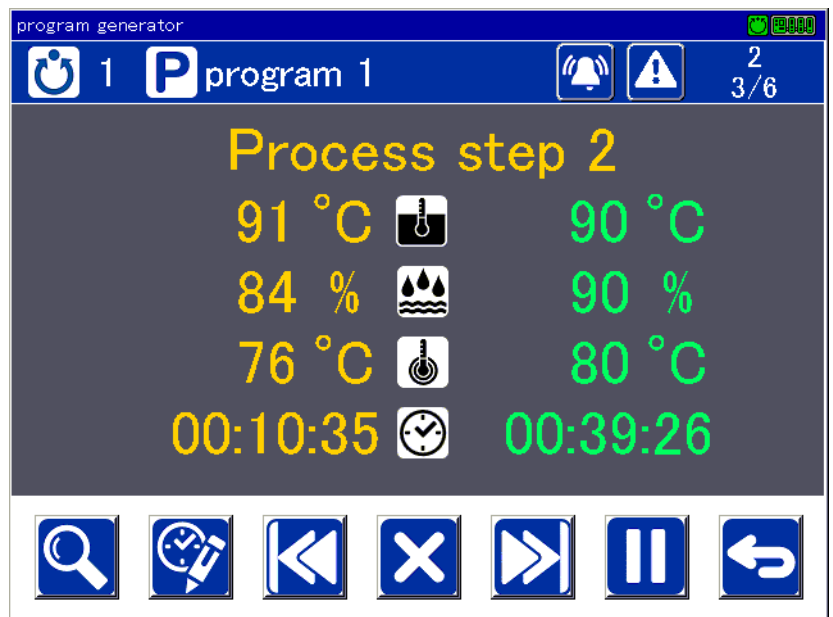 program generator
1 P program 1
2
3/6
Process step 2
91 °C 90 °C
84 % 90 %
76 °C 80 °C
00:10:35 00:39:26